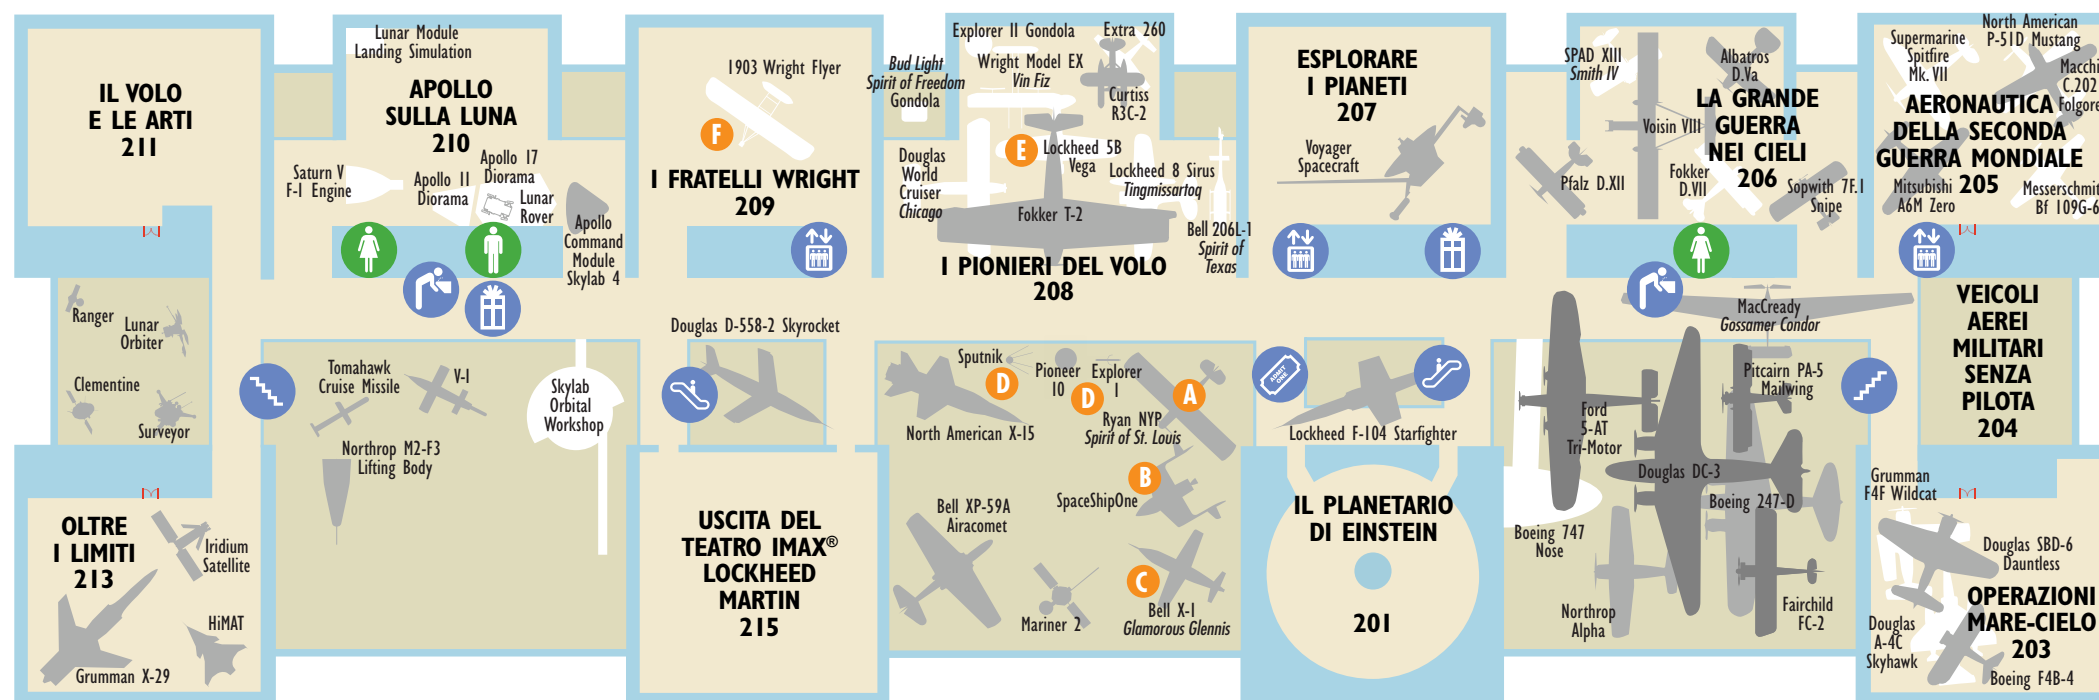 IL VOLO
E LE ARTI
211
Lunar Module
Landing Simulation
APOLLO
SULLA LUNA
210
Saturn V
F-1 Engine
Apollo 11
Diorama
Apollo 17
Diorama
Lunar
Rover
Apollo
Command
Module
Skylab 4
1903 Wright Flyer
F
I FRATELLI WRIGHT
209
Bud Light
Spirit of Freedom
Gondola
Explorer II Gondola
Wright Model EX
Vin Fiz
Extra 260
Curtiss
R3C-2
E
Lockheed 5B
Vega
Douglas
World
Cruiser
Chicago
Lockheed 8 Sirus
Tingmissartoq
Fokker T-2
Bell 206L-1
Spirit of
Texas
I PIONIERI DEL VOLO
208
ESPLORARE
I PIANETI
207
Voyager
Spacecraft
SPAD XIII
Smith IV
Albatros
D.Va
LA GRANDE
GUERRA
NEI CIELI
206
Voisin VIII
Pfalz D.XII
Fokker
D.VII
Sopwith 7F.1
Snipe
Supermarine
Spitfire
Mk. VII
North American
P-51D Mustang
Macchi
C.202
Folgore
AERONAUTICA
DELLA SECONDA
GUERRA MONDIALE
205
Mitsubishi
A6M Zero
Messerschmit
Bf 109G-6
Ranger
Lunar
Orbiter
Clementine
Surveyor
Tomahawk
Cruise Missile
V-1
Northrop M2-F3
Lifting Body
Skylab
Orbital
Workshop
Douglas D-558-2 Skyrocket
Sputnik
D
Pioneer
10
D
Explorer
1
A
North American X-15
Ryan NYP
Spirit of St. Louis
B
SpaceShipOne
Bell XP-59A
Airacomet
C
Mariner 2
Bell X-1
Glamorous Glennis
ADMIT
ONE
Lockheed F-104 Starfighter
MacCready
Gossamer Condor
Pitcairn PA-5
Mailwing
Ford
5-AT
Tri-Motor
Douglas DC-3
Boeing 247-D
Boeing 747
Nose
Northrop
Alpha
Fairchild
FC-2
VEICOLI
AEREI
MILITARI
SENZA
PILOTA
204
OLTRE
I LIMITI
213
Iridium
Satellite
HiMAT
Grumman X-29
USCITA DEL
TEATRO IMAX®
LOCKHEED
MARTIN
215
IL PLANETARIO
DI EINSTEIN
201
Grumman
F4F Wildcat
Douglas SBD-6
Dauntless
OPERAZIONI
MARE-CIELO
203
Douglas
A-4C
Skyhawk
Boeing F4B-4